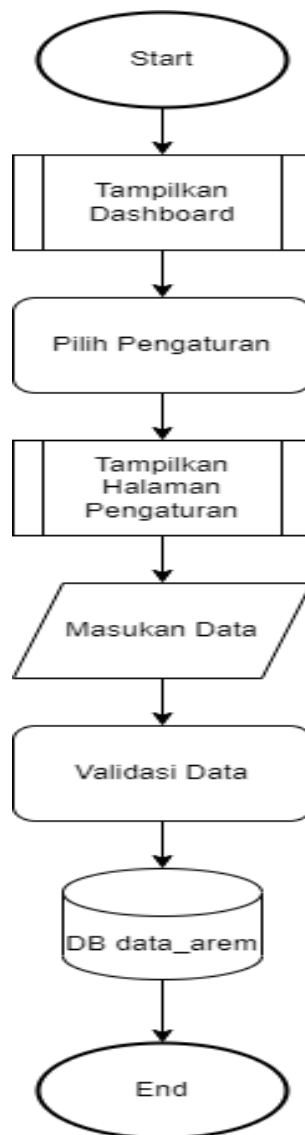 Start
Tampilkan
Dashboard
Pilih Pengaturan
Tampilkan
Halaman
Pengaturan
Masukan Data
Validasi Data
DB data_arem
End